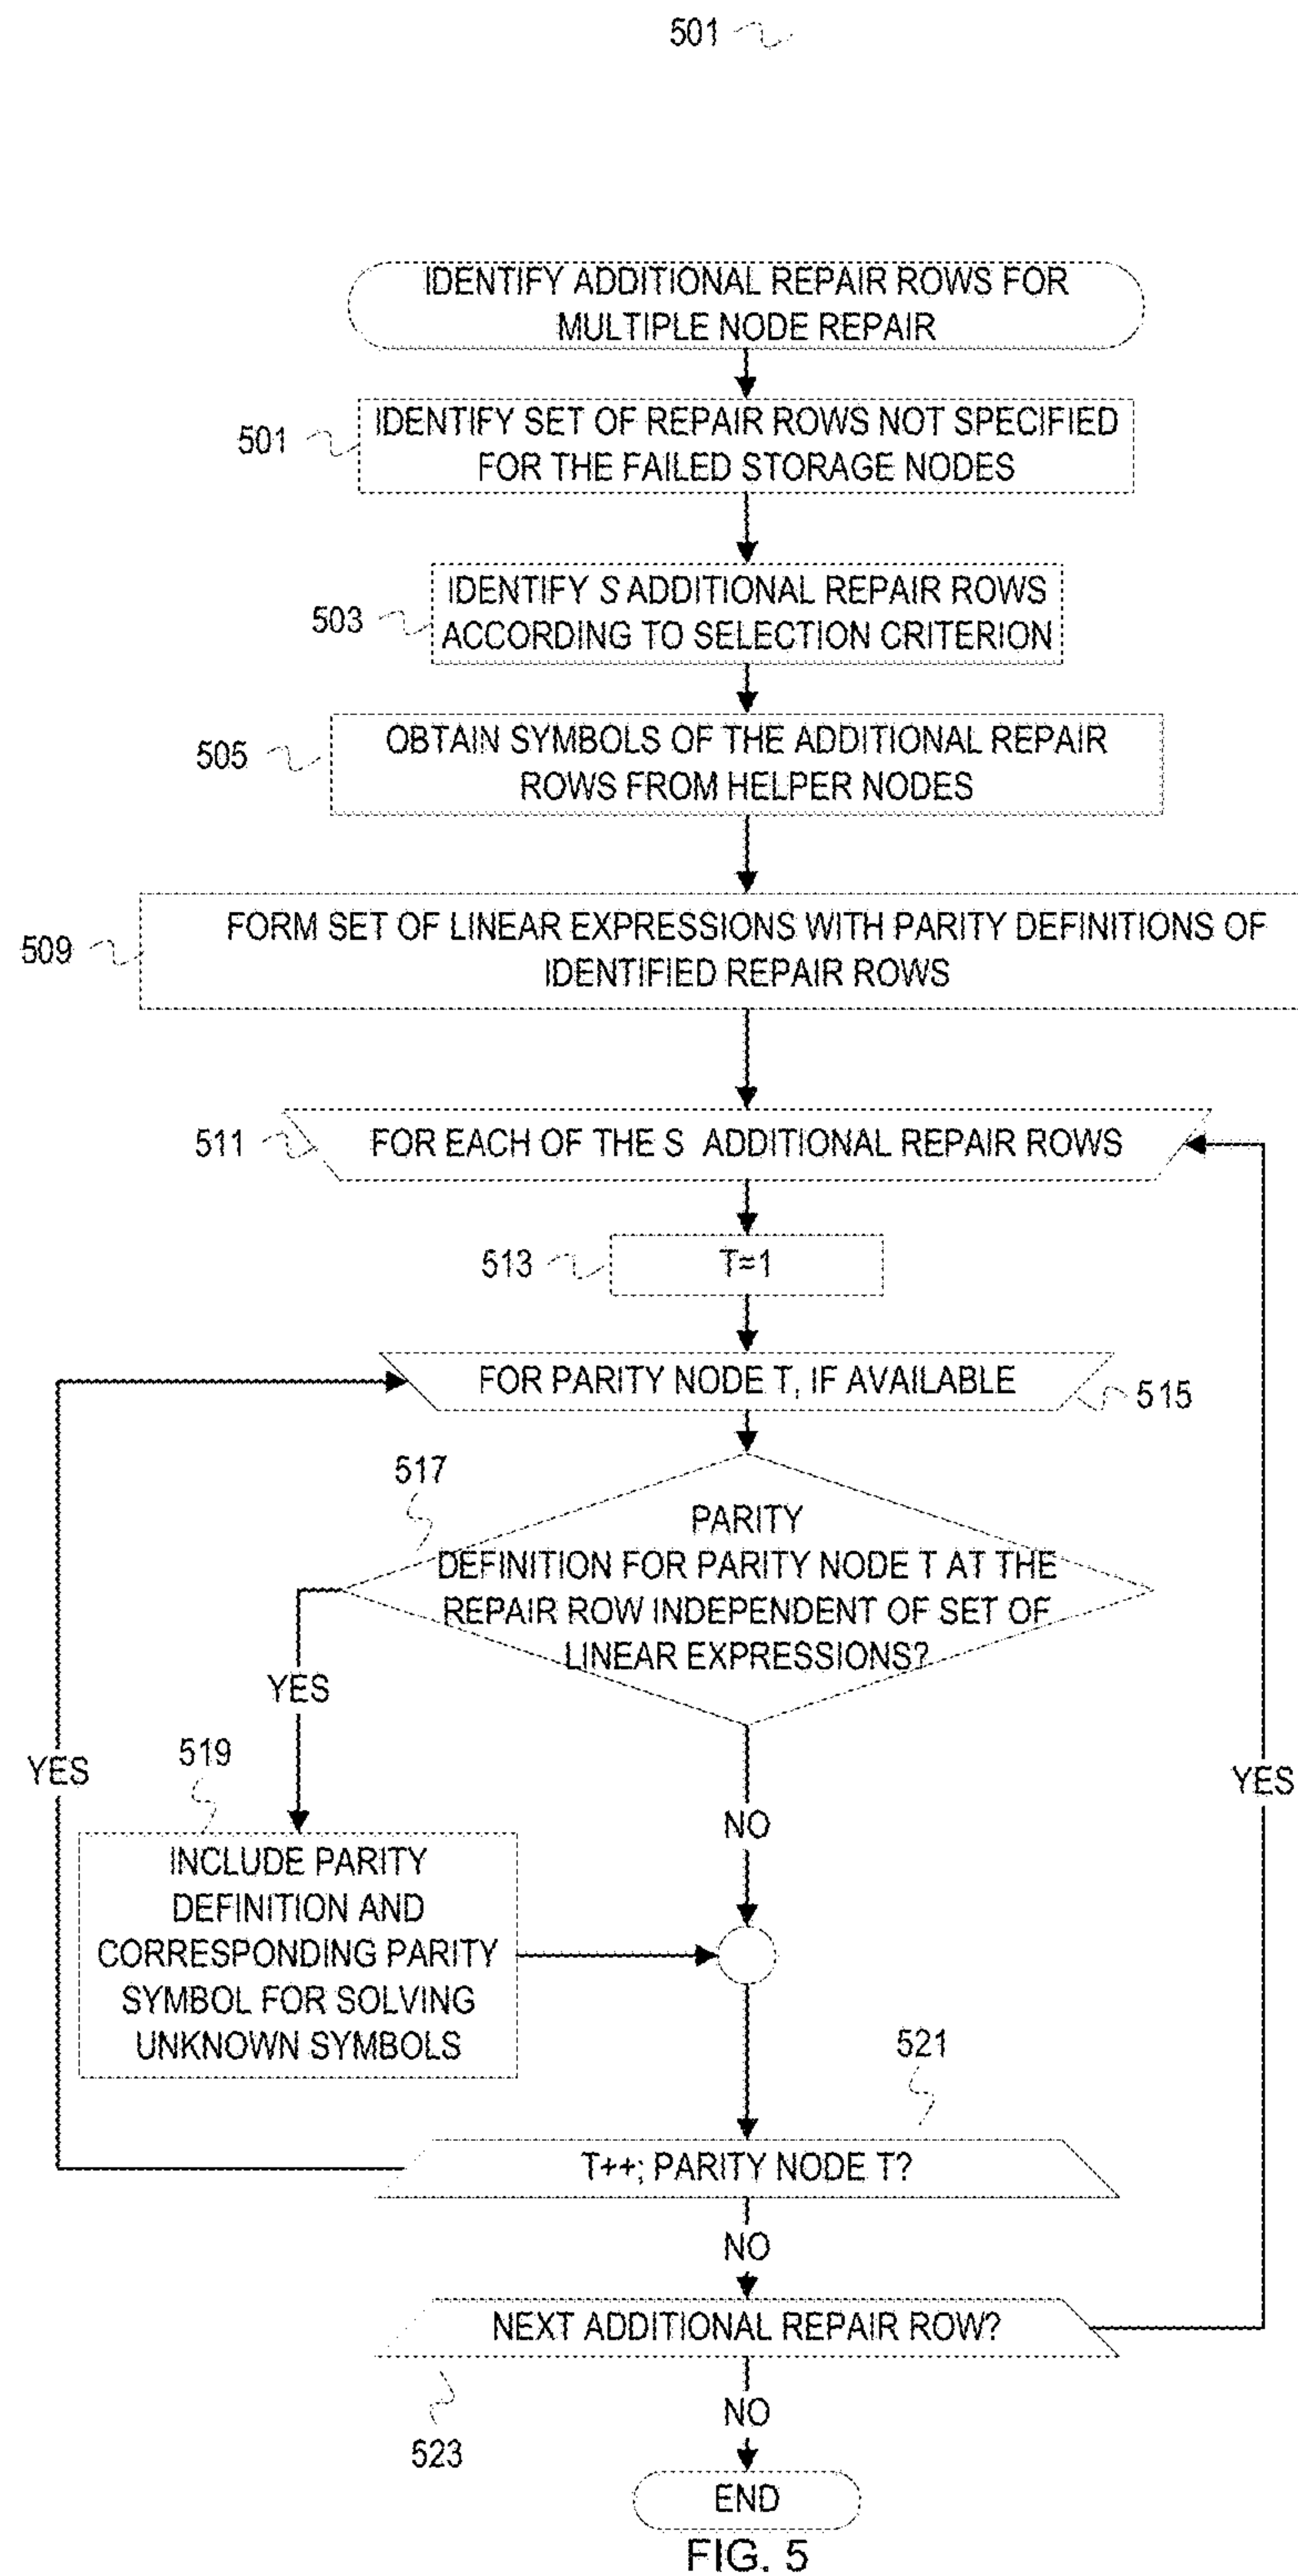 501
IDENTIFY ADDITIONAL REPAIR ROWS FOR
MULTIPLE NODE REPAIR
501
IDENTIFY SET OF REPAIR ROWS NOT SPECIFIED
FOR THE FAILED STORAGE NODES
503
IDENTIFY S ADDITIONAL REPAIR ROWS
ACCORDING TO SELECTION CRITERION
505
OBTAIN SYMBOLS OF THE ADDITIONAL REPAIR
ROWS FROM HELPER NODES
509
FORM SET OF LINEAR EXPRESSIONS WITH PARITY DEFINITIONS OF
IDENTIFIED REPAIR ROWS
511
FOR EACH OF THE S ADDITIONAL REPAIR ROWS
513
T=1
FOR PARITY NODE T, IF AVAILABLE
515
517
PARITY
DEFINITION FOR PARITY NODE T AT THE
REPAIR ROW INDEPENDENT OF SET OF
LINEAR EXPRESSIONS?
YES
519
YES
YES
NO
INCLUDE PARITY
DEFINITION AND
CORRESPONDING PARITY
SYMBOL FOR SOLVING
UNKNOWN SYMBOLS
521
T++; PARITY NODE T?
NO
NEXT ADDITIONAL REPAIR ROW?
NO
523
END
FIG. 5